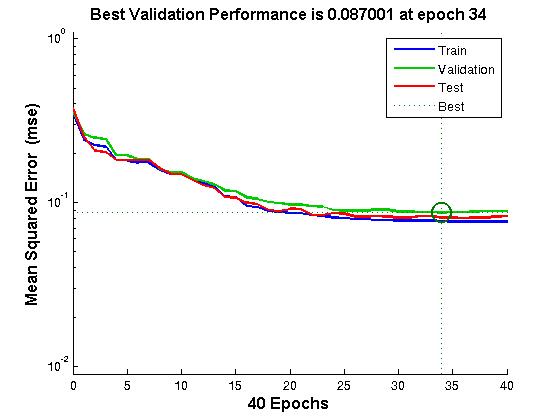 Best Validation Performance is 0.087001 at epoch 34
Mean Squared Error (mse)
10^0
10^-1
10^-2
Train
Validation
Test
Best
0 5 10 15 20 25 30 35 40
40 Epochs